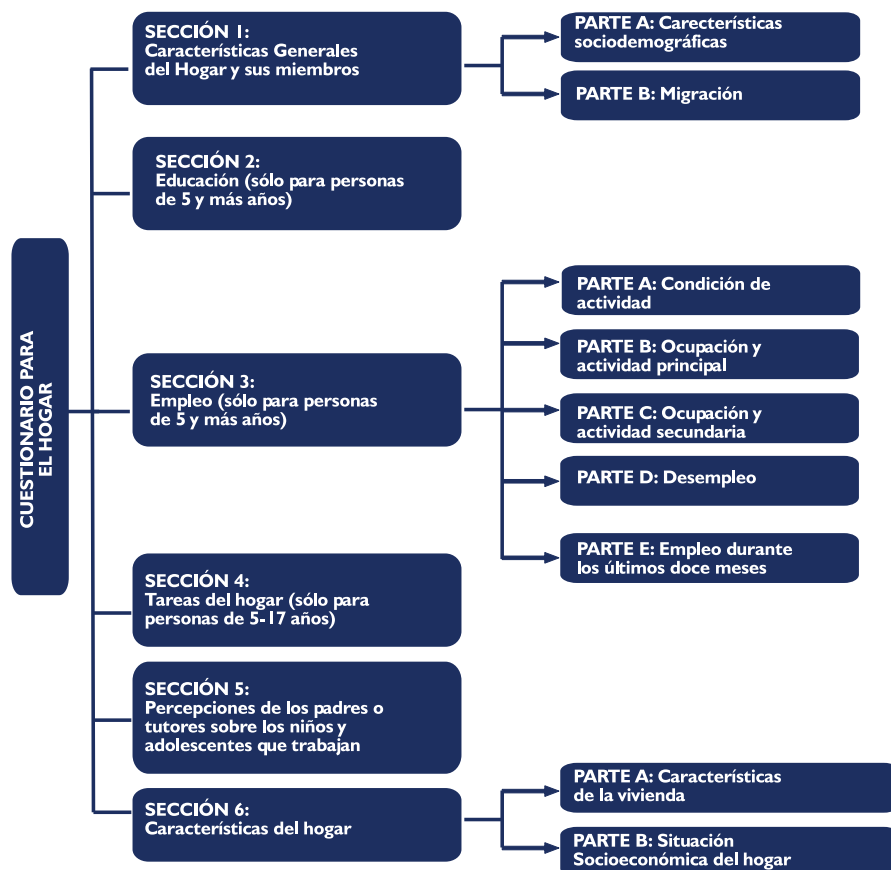 CUESTIONARIO PARA
EL HOGAR
SECCIÓN 1:
Características Generales
del Hogar y sus miembros
PARTE A: Carecterísticas
sociodemográficas
PARTE B: Migración
SECCIÓN 2:
Educación (sólo para personas
de 5 y más años)
SECCIÓN 3:
Empleo (sólo para personas
de 5 y más años)
PARTE A: Condición de
actividad
PARTE B: Ocupación y
actividad principal
PARTE C: Ocupación y
actividad secundaria
PARTE D: Desempleo
PARTE E: Empleo durante
los últimos doce meses
SECCIÓN 4:
Tareas del hogar (sólo para
personas de 5-17 años)
SECCIÓN 5:
Percepciones de los padres o
tutores sobre los niños y
adolescentes que trabajan
SECCIÓN 6:
Características del hogar
PARTE A: Características
de la vivienda
PARTE B: Situación
Socioeconómica del hogar